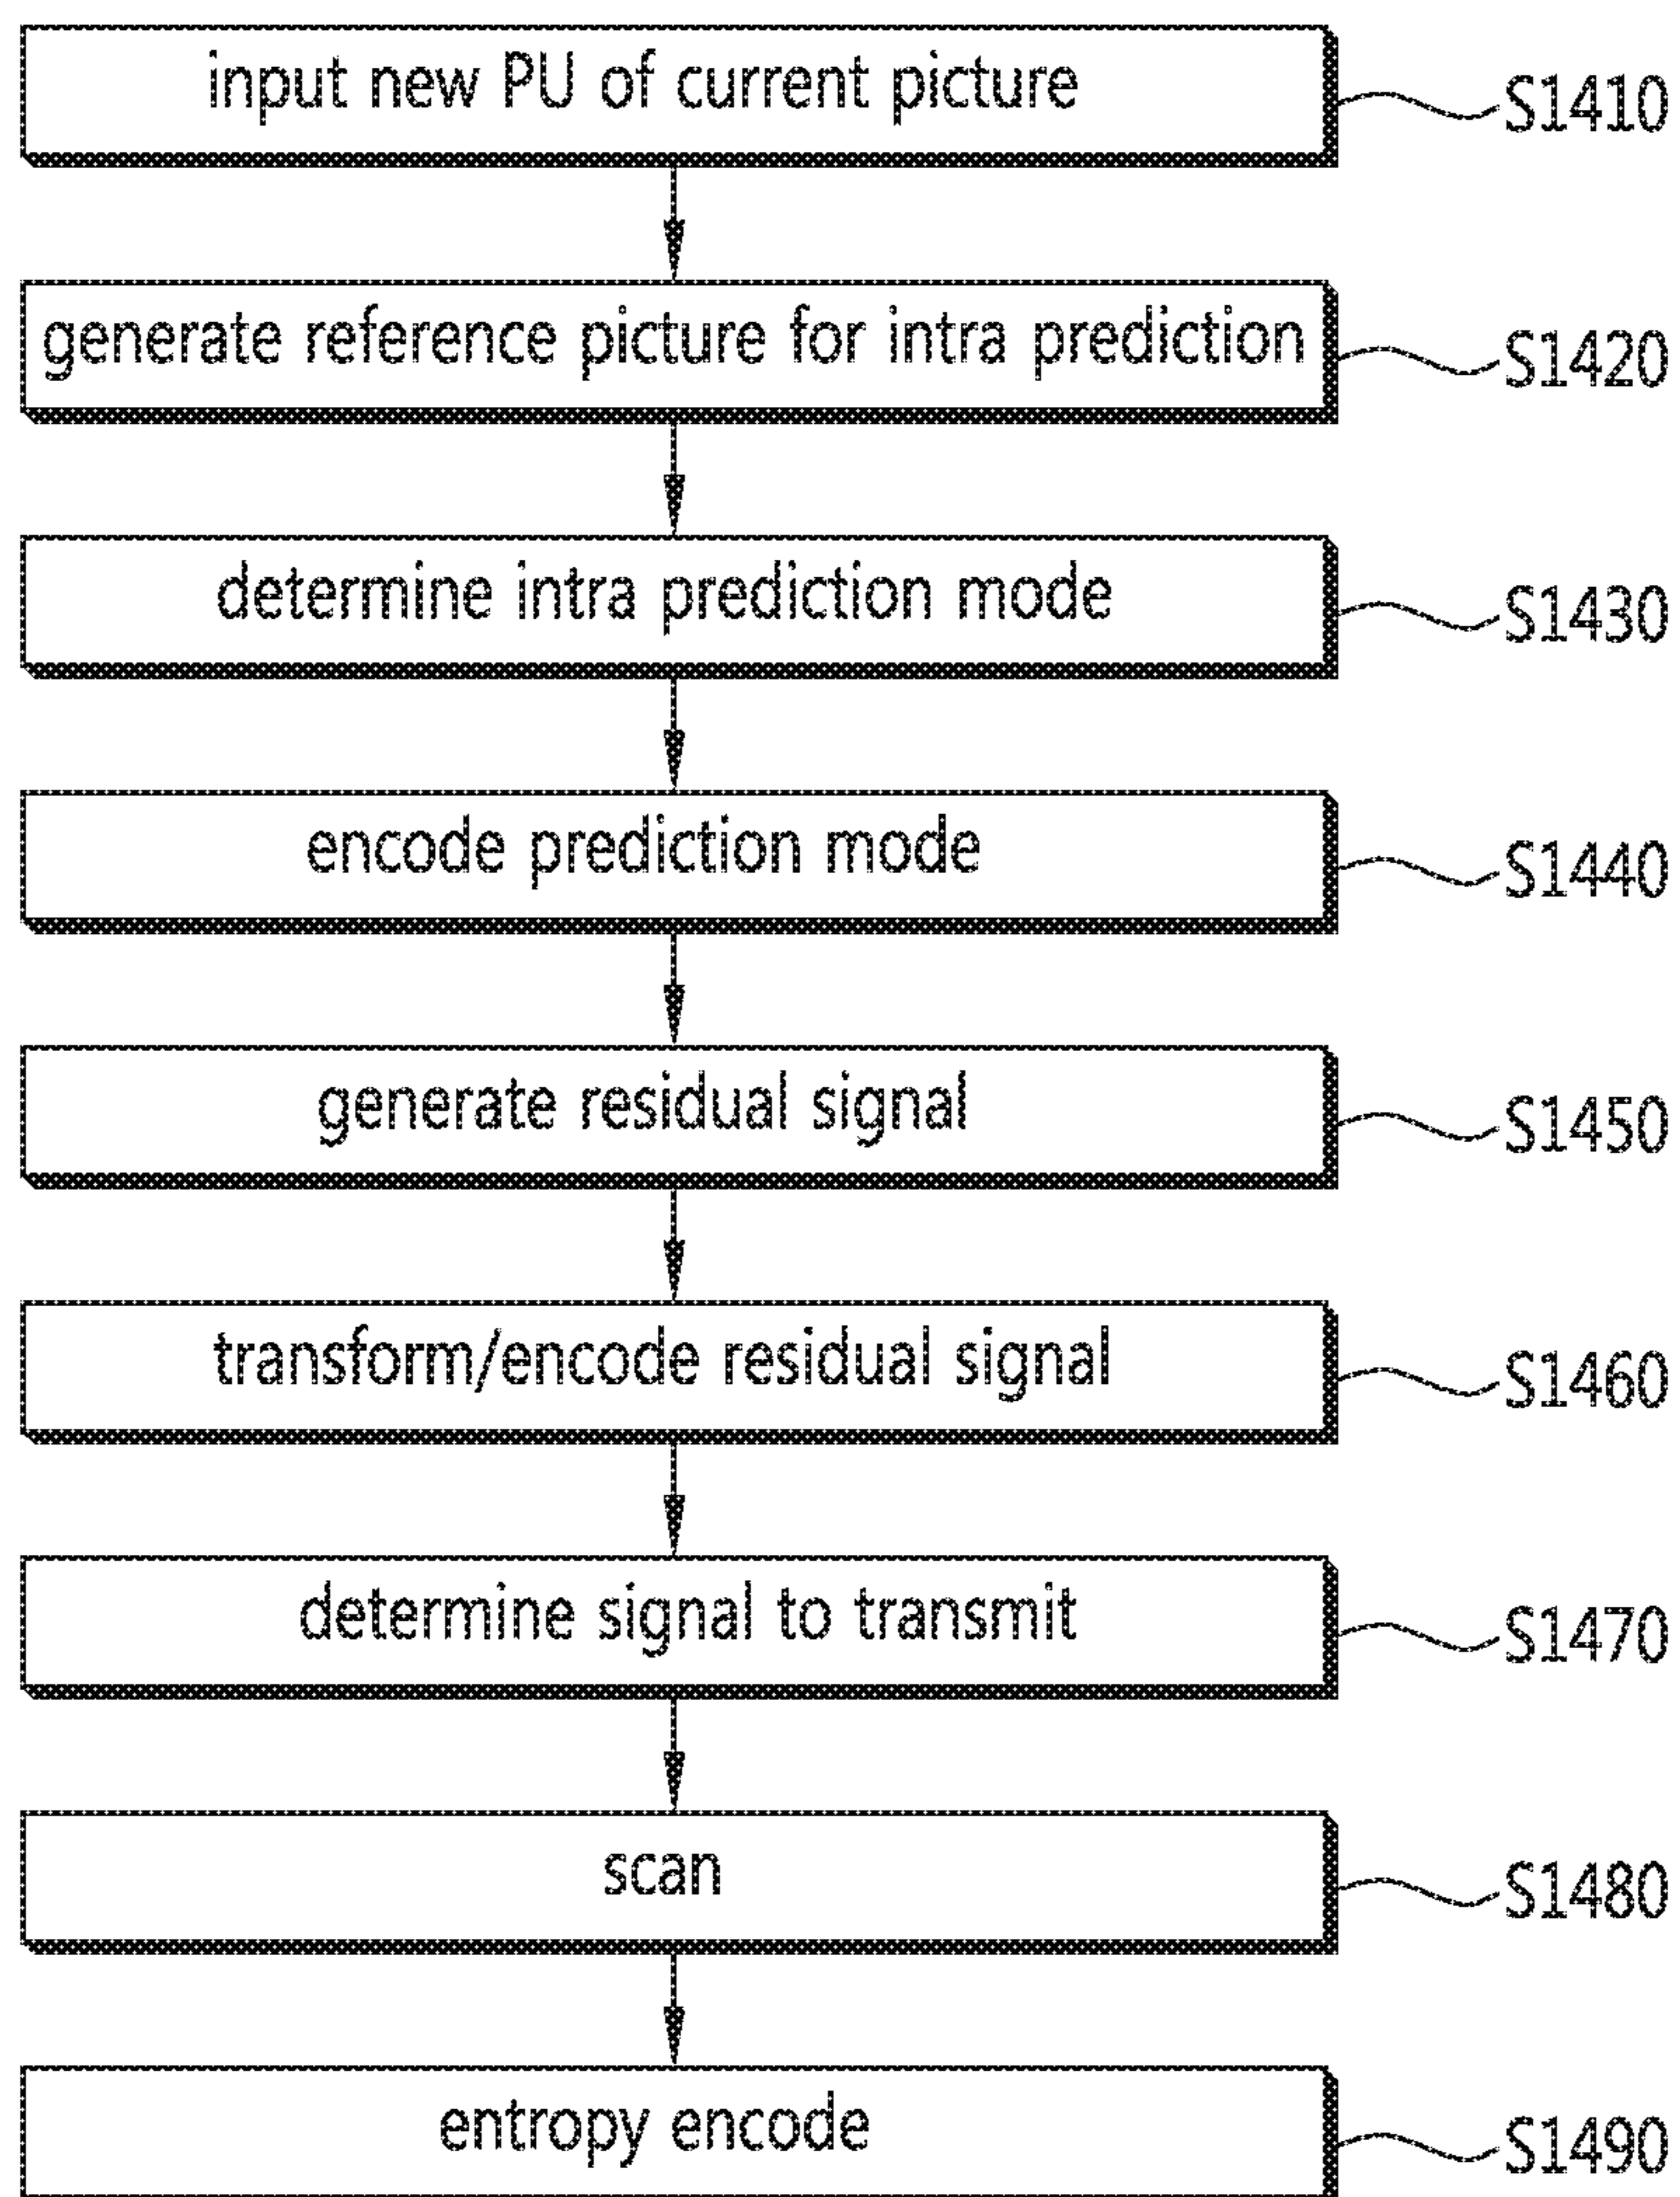 input new PU of current picture
S1410
generate reference picture for intra prediction
S1420
determine intra prediction mode
S1430
encode prediction mode
S1440
generate residual signal
S1450
transform/encode residual signal
S1460
determine signal to transmit
S1470
scan
S1480
entropy encode
S1490